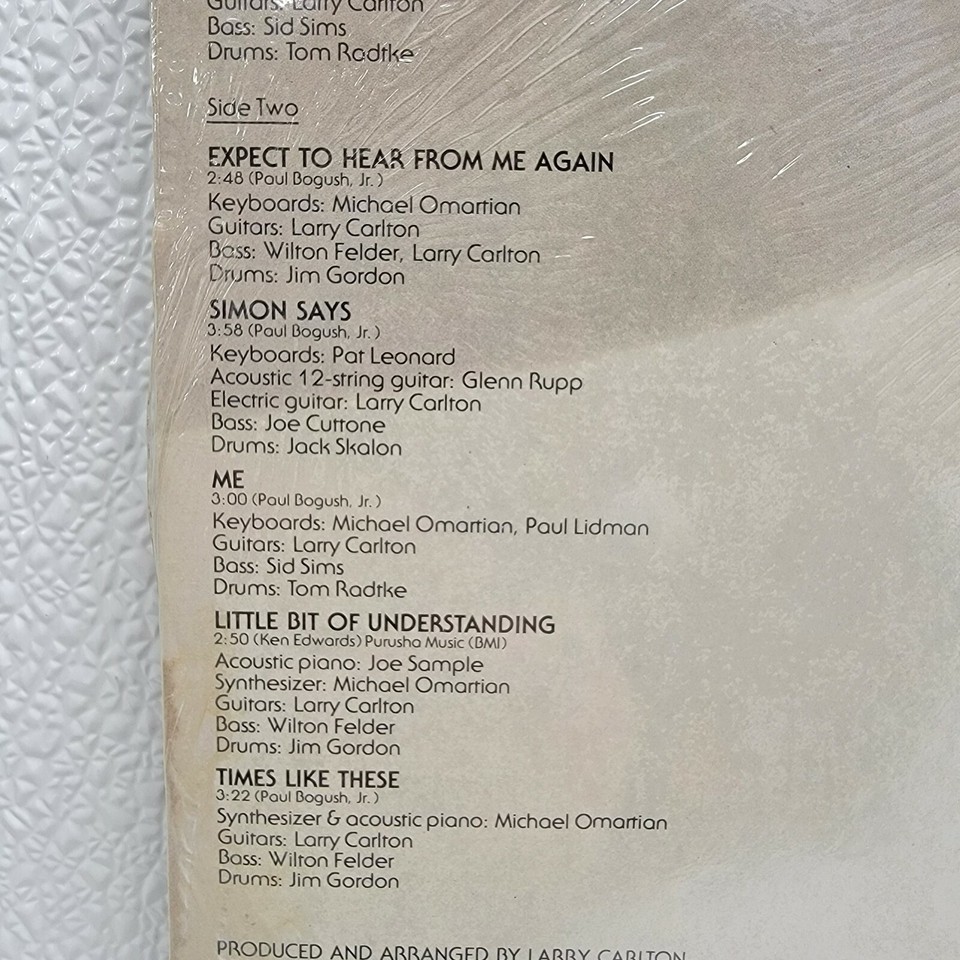 Guitars: Larry Carlton
Bass: Sid Sims
Drums: Tom Radtke
Side Two
EXPECT TO HEAR FROM ME AGAIN
2:48 (Paul Bogush, Jr.)
Keyboards: Michael Omartian
Guitars: Larry Carlton
Bass: Wilton Felder, Larry Carlton
Drums: Jim Gordon
SIMON SAYS
3:58 (Paul Bogush, Jr.)
Keyboards: Pat Leonard
Acoustic 12-string guitar: Glenn Rupp
Electric guitar: Larry Carlton
Bass: Joe Cuttone
Drums: Jack Skalon
ME
3:00 (Paul Bogush, Jr.)
Keyboards: Michael Omartian, Paul Lidman
Guitars: Larry Carlton
Bass: Sid Sims
Drums: Tom Radtke
LITTLE BIT OF UNDERSTANDING
2:50 (Ken Edwards) Purusha Music (BMI)
Acoustic piano: Joe Sample
Synthesizer: Michael Omartian
Guitars: Larry Carlton
Bass: Wilton Felder
Drums: Jim Gordon
TIMES LIKE THESE
3:22 (Paul Bogush, Jr.)
Synthesizer & acoustic piano: Michael Omartian
Guitars: Larry Carlton
Bass: Wilton Felder
Drums: Jim Gordon
PRODUCED AND ARRANGED BY LARRY CARLTON